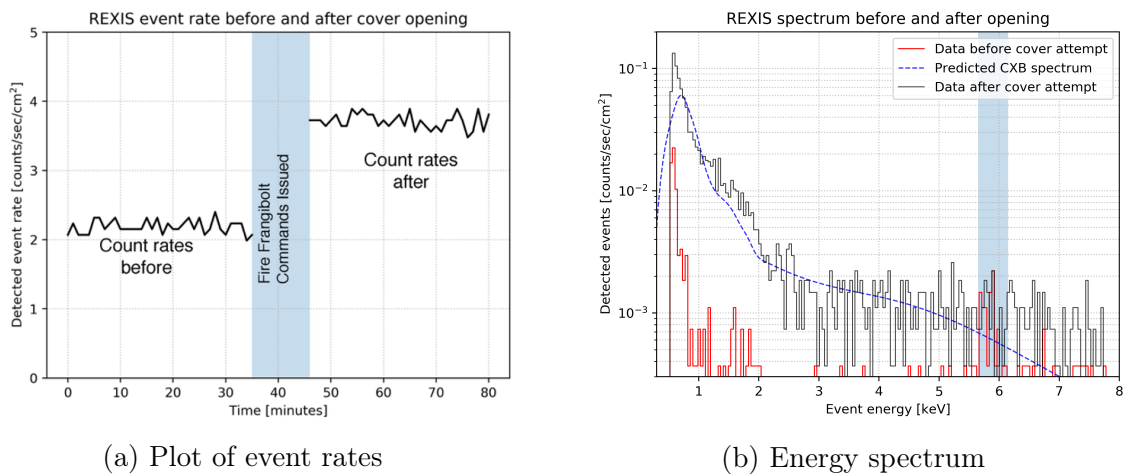 REXIS event rate before and after cover opening
Detected event rate [counts/sec/cm²]
5
4
3
2
1
0
Count rates
before
Fire Frangibolt
Commands Issued
Count rates
after
0
10
20
30
40
50
60
70
80
Time [minutes]
(a) Plot of event rates
REXIS spectrum before and after opening
Detected events [counts/sec/cm²]
10⁻¹
10⁻²
10⁻³
Data before cover attempt
Predicted CXB spectrum
Data after cover attempt
1
2
3
4
5
6
7
8
Event energy [keV]
(b) Energy spectrum